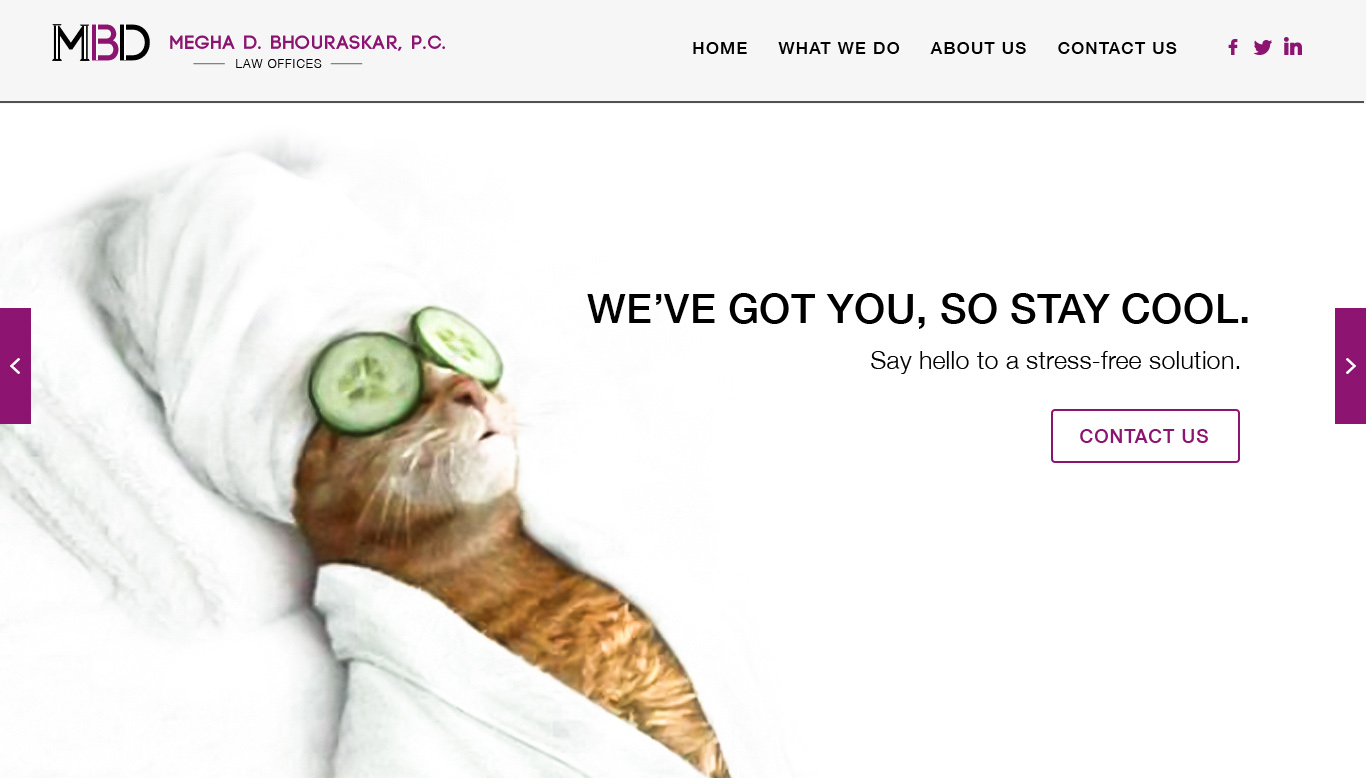 MBD
MEGHA D. BHOURASKAR, P.C.
LAW OFFICES
HOME WHAT WE DO ABOUT US CONTACT US
WE’VE GOT YOU, SO STAY COOL.
Say hello to a stress-free solution.
CONTACT US